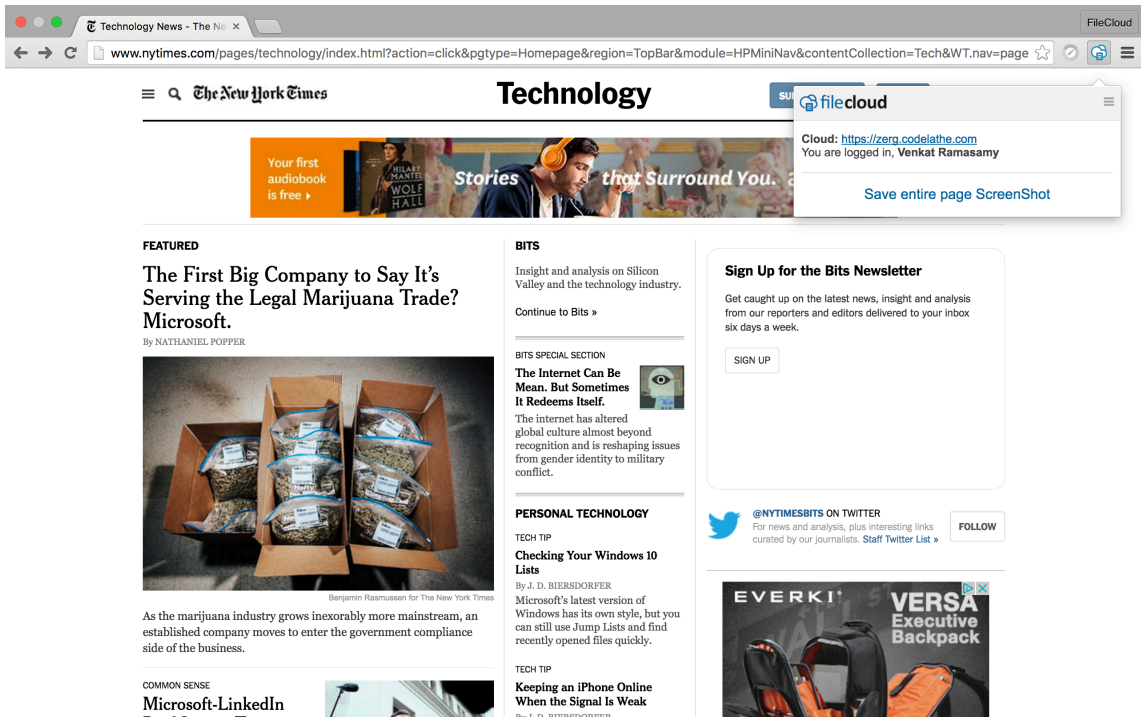 Technology News - The Ne
FileCloud
www.nytimes.com/pages/technology/index.html?action=click&pgtype=Homepage&region=TopBar&module=HPMiniNav&contentCollection=Tech&WT.nav=page
The New York Times
Technology
SU
filecloud
Cloud: https://zerg.codelathe.com
You are logged in, Venkat Ramasamy
Save entire page ScreenShot
Your first
audiobook
is free
HILARY
MANTEL
WOLF
HALL
Stories that Surround You.
FEATURED
The First Big Company to Say It’s
Serving the Legal Marijuana Trade?
Microsoft.
By NATHANIEL POPPER
Benjamin Rasmussen for The New York Times
As the marijuana industry grows inexorably more mainstream, an
established company moves to enter the government compliance
side of the business.
COMMON SENSE
Microsoft-LinkedIn
BITS
Insight and analysis on Silicon
Valley and the technology industry.
Continue to Bits »
BITS SPECIAL SECTION
The Internet Can Be
Mean. But Sometimes
It Redeems Itself.
The internet has altered
global culture almost beyond
recognition and is reshaping issues
from gender identity to military
conflict.
PERSONAL TECHNOLOGY
TECH TIP
Checking Your Windows 10
Lists
By J. D. BIERSDORFER
Microsoft’s latest version of
Windows has its own style, but you
can still use Jump Lists and find
recently opened files quickly.
TECH TIP
Keeping an iPhone Online
When the Signal Is Weak
By J. D. BIERSDORFER
Sign Up for the Bits Newsletter
Get caught up on the latest news, insight and analysis
from our reporters and editors delivered to your inbox
six days a week.
SIGN UP
@NYTIMESBITS ON TWITTER
For news and analysis, plus interesting links
curated by our journalists. Staff Twitter List »
FOLLOW
EVERKI
VERSA
Executive
Backpack